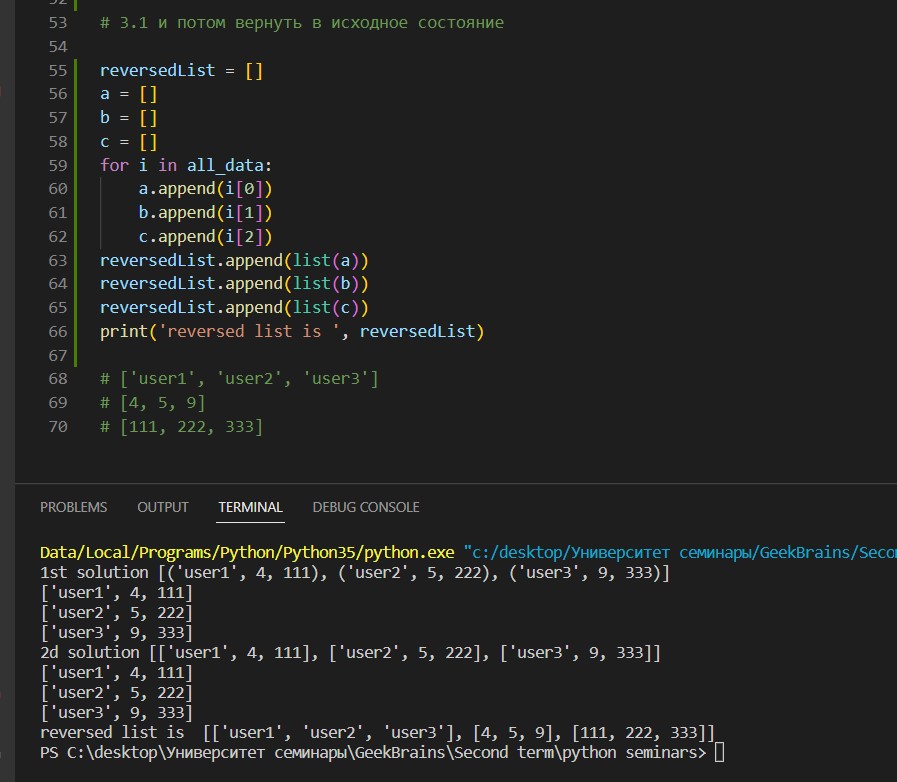 52
53 # 3.1 и потом вернуть в исходное состояние
54
55 reversedList = []
56 a = []
57 b = []
58 c = []
59 for i in all_data:
60     a.append(i[0])
61     b.append(i[1])
62     c.append(i[2])
63 reversedList.append(list(a))
64 reversedList.append(list(b))
65 reversedList.append(list(c))
66 print('reversed list is ', reversedList)
67
68 # ['user1', 'user2', 'user3']
69 # [4, 5, 9]
70 # [111, 222, 333]
PROBLEMS OUTPUT TERMINAL DEBUG CONSOLE
Data/Local/Programs/Python/Python35/python.exe "c:/desktop/Университет семинары/GeekBrains/Seco
1st solution [('user1', 4, 111), ('user2', 5, 222), ('user3', 9, 333)]
['user1', 4, 111]
['user2', 5, 222]
['user3', 9, 333]
2d solution [['user1', 4, 111], ['user2', 5, 222], ['user3', 9, 333]]
['user1', 4, 111]
['user2', 5, 222]
['user3', 9, 333]
reversed list is  [['user1', 'user2', 'user3'], [4, 5, 9], [111, 222, 333]]
PS C:\desktop\Университет семинары\GeekBrains\Second term\python seminars>